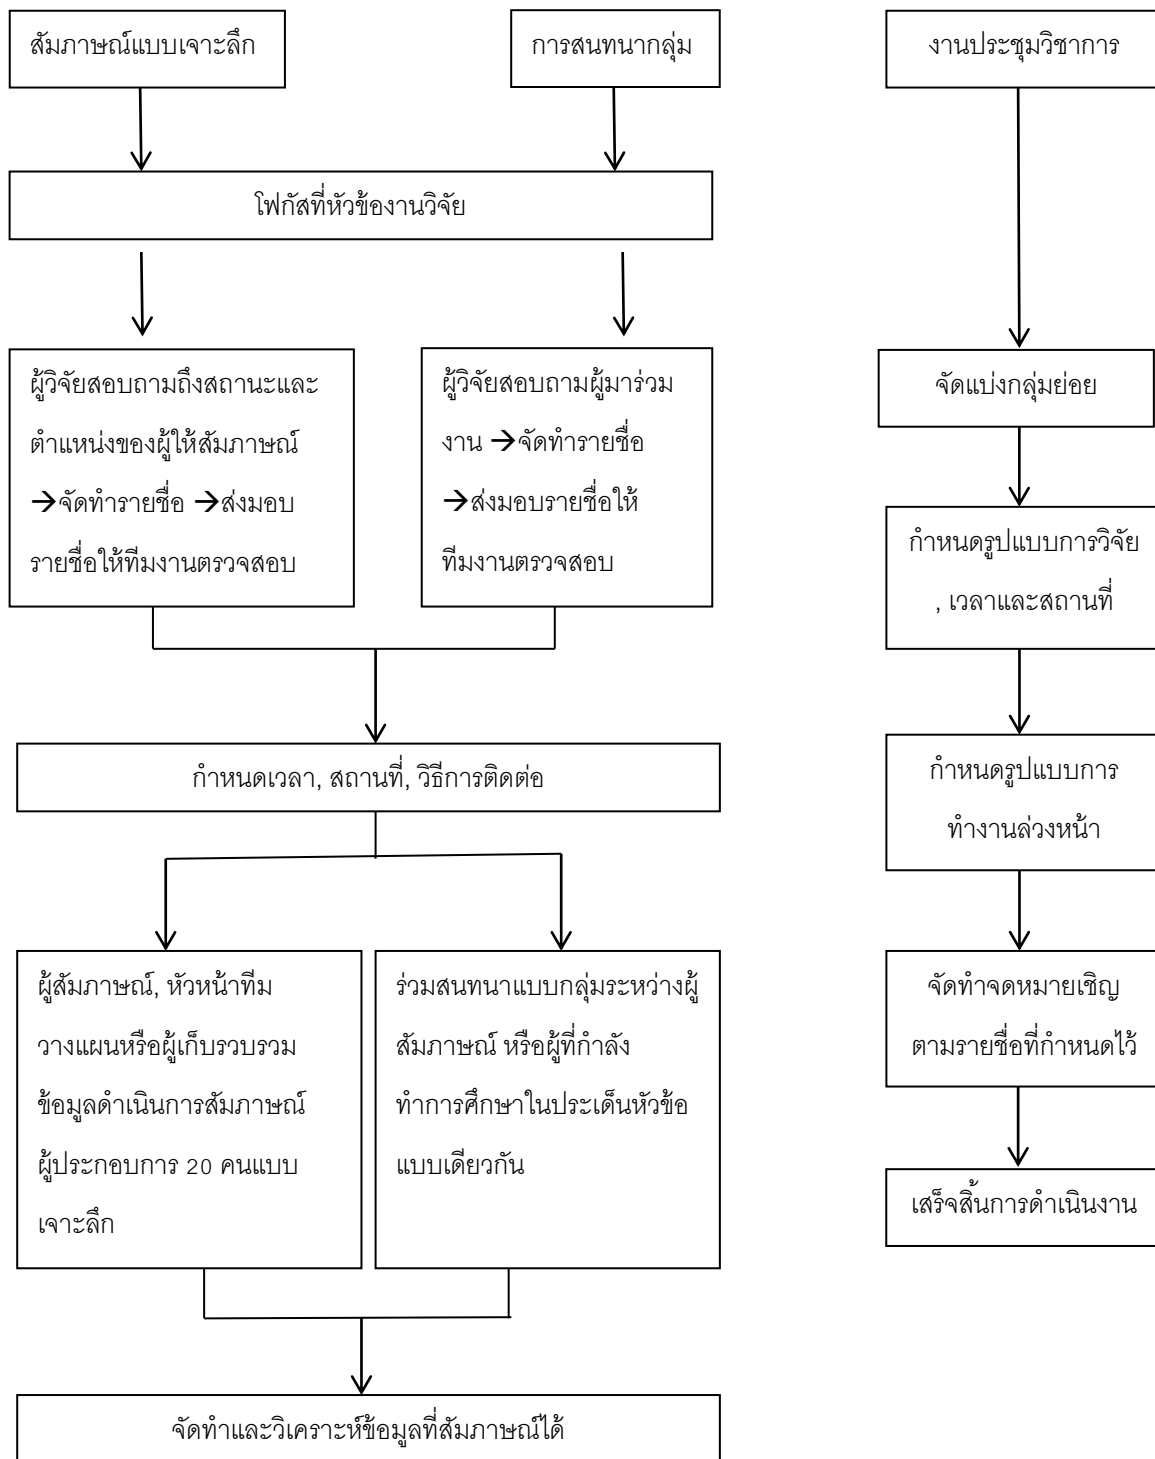 สัมภาษณ์แบบเจาะลึก
การสนทนากลุ่ม
งานประชุมวิชาการ
โฟกัสที่หัวข้องานวิจัย
ผู้วิจัยสอบถามถึงสถานะและ
ตำแหน่งของผู้ให้สัมภาษณ์
→จัดทำรายชื่อ →ส่งมอบ
รายชื่อให้ทีมงานตรวจสอบ
ผู้วิจัยสอบถามผู้มาร่วม
งาน →จัดทำรายชื่อ
→ส่งมอบรายชื่อให้
ทีมงานตรวจสอบ
จัดแบ่งกลุ่มย่อย
กำหนดรูปแบบการวิจัย
, เวลาและสถานที่
กำหนดเวลา, สถานที่, วิธีการติดต่อ
กำหนดรูปแบบการ
ทำงานล่วงหน้า
ผู้สัมภาษณ์, หัวหน้าทีม
วางแผนหรือผู้เก็บรวบรวม
ข้อมูลดำเนินการสัมภาษณ์
ผู้ประกอบการ 20 คนแบบ
เจาะลึก
ร่วมสนทนาแบบกลุ่มระหว่างผู้
สัมภาษณ์ หรือผู้ที่กำลัง
ทำการศึกษาในประเด็นหัวข้อ
แบบเดียวกัน
จัดทำจดหมายเชิญ
ตามรายชื่อที่กำหนดไว้
เสร็จสิ้นการดำเนินงาน
จัดทำและวิเคราะห์ข้อมูลที่สัมภาษณ์ได้